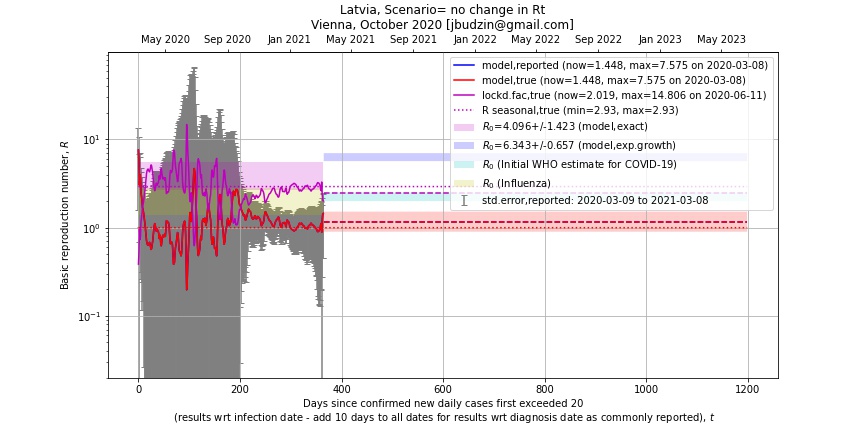 Latvia, Scenario= no change in Rt
Vienna, October 2020 [jbudzin@gmail.com]
May 2020 Sep 2020 Jan 2021 May 2021 Sep 2021 Jan 2022 May 2022 Sep 2022 Jan 2023 May 2023
model,reported (now=1.448, max=7.575 on 2020-03-08)
model,true (now=1.448, max=7.575 on 2020-03-08)
lockd.fac,true (now=2.019, max=14.806 on 2020-06-11)
R seasonal,true (min=2.93, max=2.93)
R₀=4.096+/-1.423 (model,exact)
R₀=6.343+/-0.657 (model,exp.growth)
R₀ (Initial WHO estimate for COVID-19)
R₀ (Influenza)
std.error,reported: 2020-03-09 to 2021-03-08
Basic reproduction number, R
10¹
10⁰
10⁻¹
0 200 400 600 800 1000 1200
Days since confirmed new daily cases first exceeded 20
(results wrt infection date - add 10 days to all dates for results wrt diagnosis date as commonly reported), t